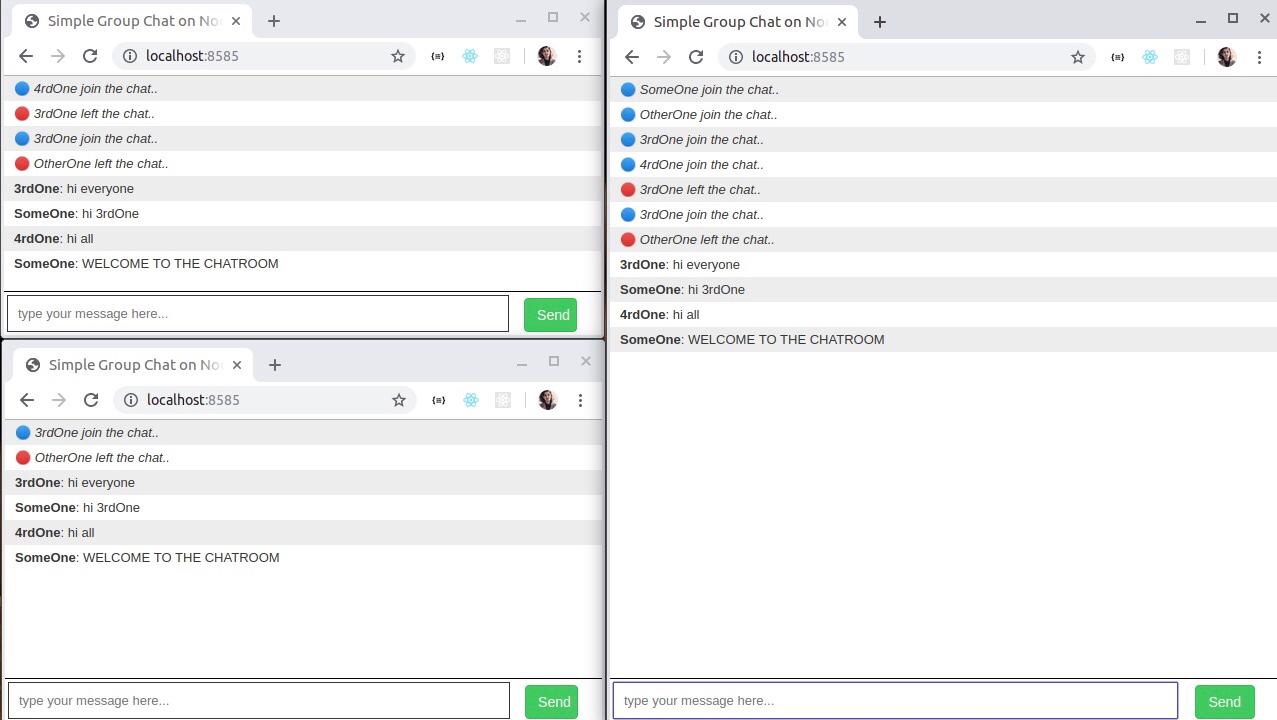 Simple Group Chat on No
localhost:8585
4rdOne join the chat..
3rdOne left the chat..
3rdOne join the chat..
OtherOne left the chat..
3rdOne: hi everyone
SomeOne: hi 3rdOne
4rdOne: hi all
SomeOne: WELCOME TO THE CHATROOM
type your message here...
Send
Simple Group Chat on No
localhost:8585
3rdOne join the chat..
OtherOne left the chat..
3rdOne: hi everyone
SomeOne: hi 3rdOne
4rdOne: hi all
SomeOne: WELCOME TO THE CHATROOM
type your message here...
Send
Simple Group Chat on No
localhost:8585
SomeOne join the chat..
OtherOne join the chat..
3rdOne join the chat..
4rdOne join the chat..
3rdOne left the chat..
3rdOne join the chat..
OtherOne left the chat..
3rdOne: hi everyone
SomeOne: hi 3rdOne
4rdOne: hi all
SomeOne: WELCOME TO THE CHATROOM
type your message here...
Send